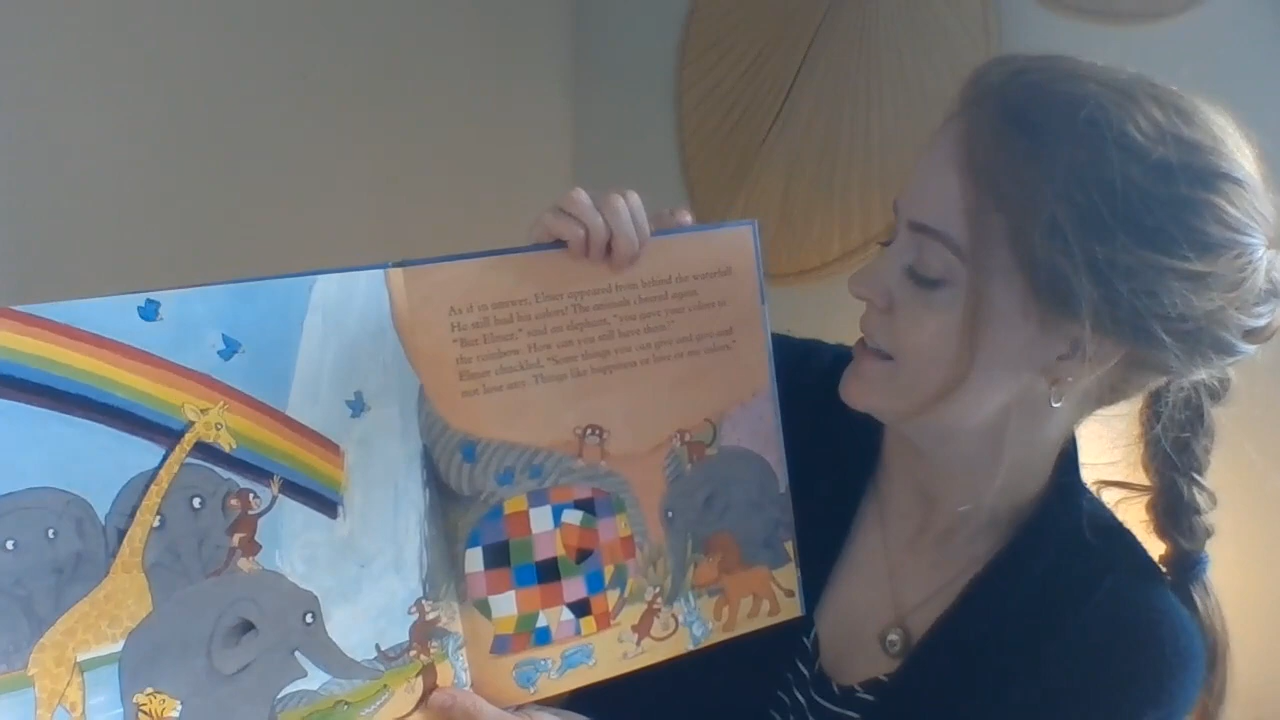 As if in answer, Elmer appeared from behind the waterfall.
He still had his colors! The animals cheered again.
"But Elmer," said an elephant, "you gave your colors to
the rainbow. How can you still have them?"
Elmer chuckled, "Some things you can give and give and
not lose any. Things like happiness or love or my colors."